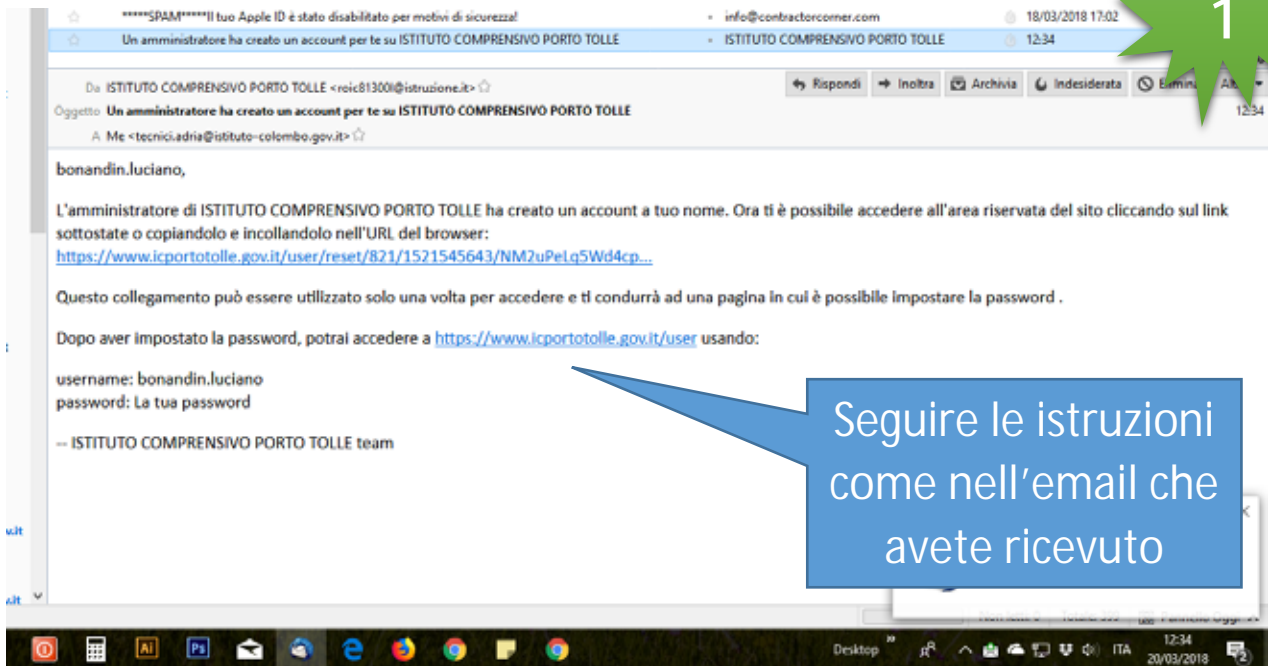 *****SPAM*****Il tuo Apple ID è stato disabilitato per motivi di sicurezza! info@contractorcorner.com 18/03/2018 17:02
1
Un amministratore ha creato un account per te su ISTITUTO COMPRENSIVO PORTO TOLLE ISTITUTO COMPRENSIVO PORTO TOLLE 12:34
Da ISTITUTO COMPRENSIVO PORTO TOLLE <roic81300l@istruzione.it> Rispondi Inoltra Archivia Indesiderata
Oggetto Un amministratore ha creato un account per te su ISTITUTO COMPRENSIVO PORTO TOLLE 12:34
A Me <tecnici.adria@istituto-colombo.gov.it>
bonandin.luciano,
L'amministratore di ISTITUTO COMPRENSIVO PORTO TOLLE ha creato un account a tuo nome. Ora ti è possibile accedere all'area riservata del sito cliccando sul link
sottostate o copiandolo e incollandolo nell'URL del browser:
https://www.icportotolle.gov.it/user/reset/821/1521545643/NM2uPeLq5Wd4cp...
Questo collegamento può essere utilizzato solo una volta per accedere e ti condurrà ad una pagina in cui è possibile impostare la password .
Dopo aver impostato la password, potrai accedere a https://www.icportotolle.gov.it/user usando:
username: bonandin.luciano
password: La tua password
-- ISTITUTO COMPRENSIVO PORTO TOLLE team
Seguire le istruzioni
come nell'email che
avete ricevuto
v.it
v.it
Ai Ps Desktop ITA 12:34
20/03/2018